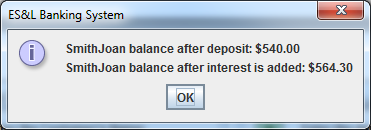 ES&L Banking System
SmithJoan balance after deposit: $540.00
SmithJoan balance after interest is added: $564.30
OK